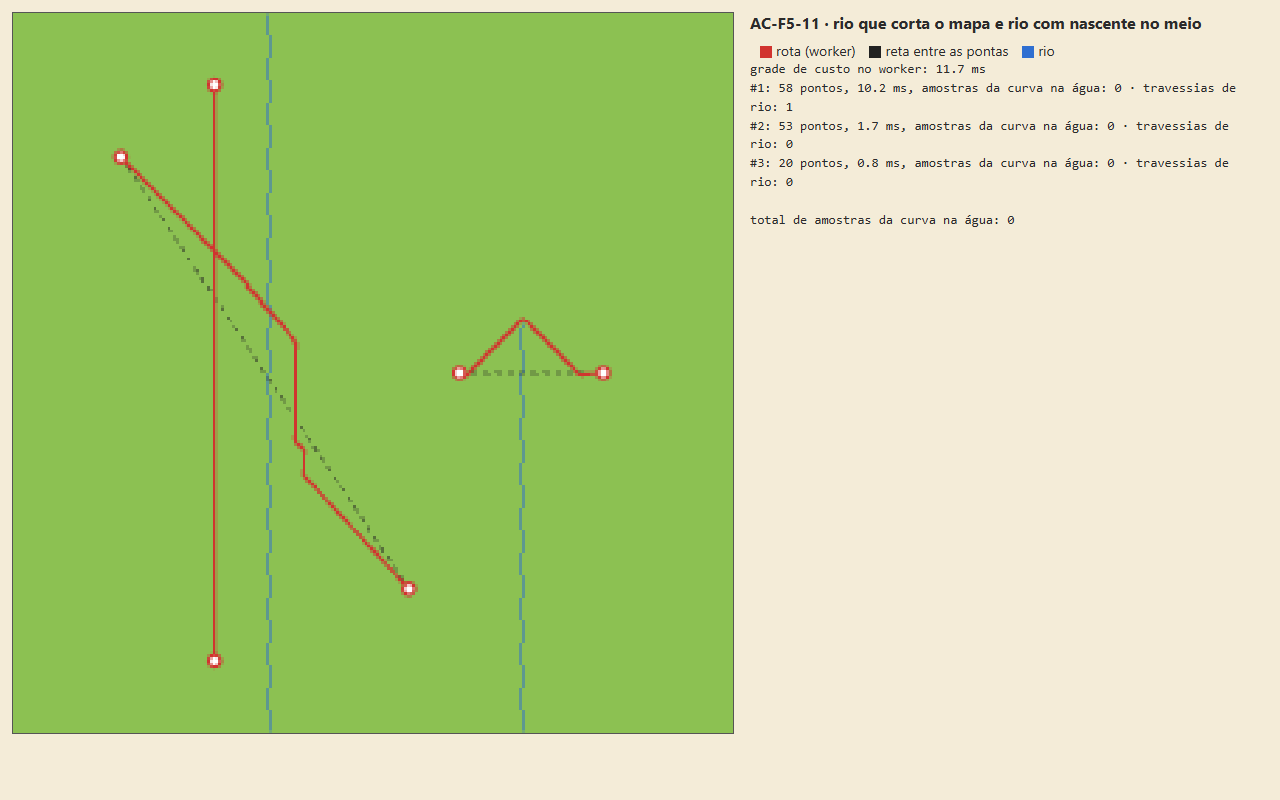 AC-F5-11 · rio que corta o mapa e rio com nascente no meio
rota (worker) reta entre as pontas rio
grade de custo no worker: 11.7 ms
#1: 58 pontos, 10.2 ms, amostras da curva na água: 0 · travessias de
rio: 1
#2: 53 pontos, 1.7 ms, amostras da curva na água: 0 · travessias de
rio: 0
#3: 20 pontos, 0.8 ms, amostras da curva na água: 0 · travessias de
rio: 0
total de amostras da curva na água: 0